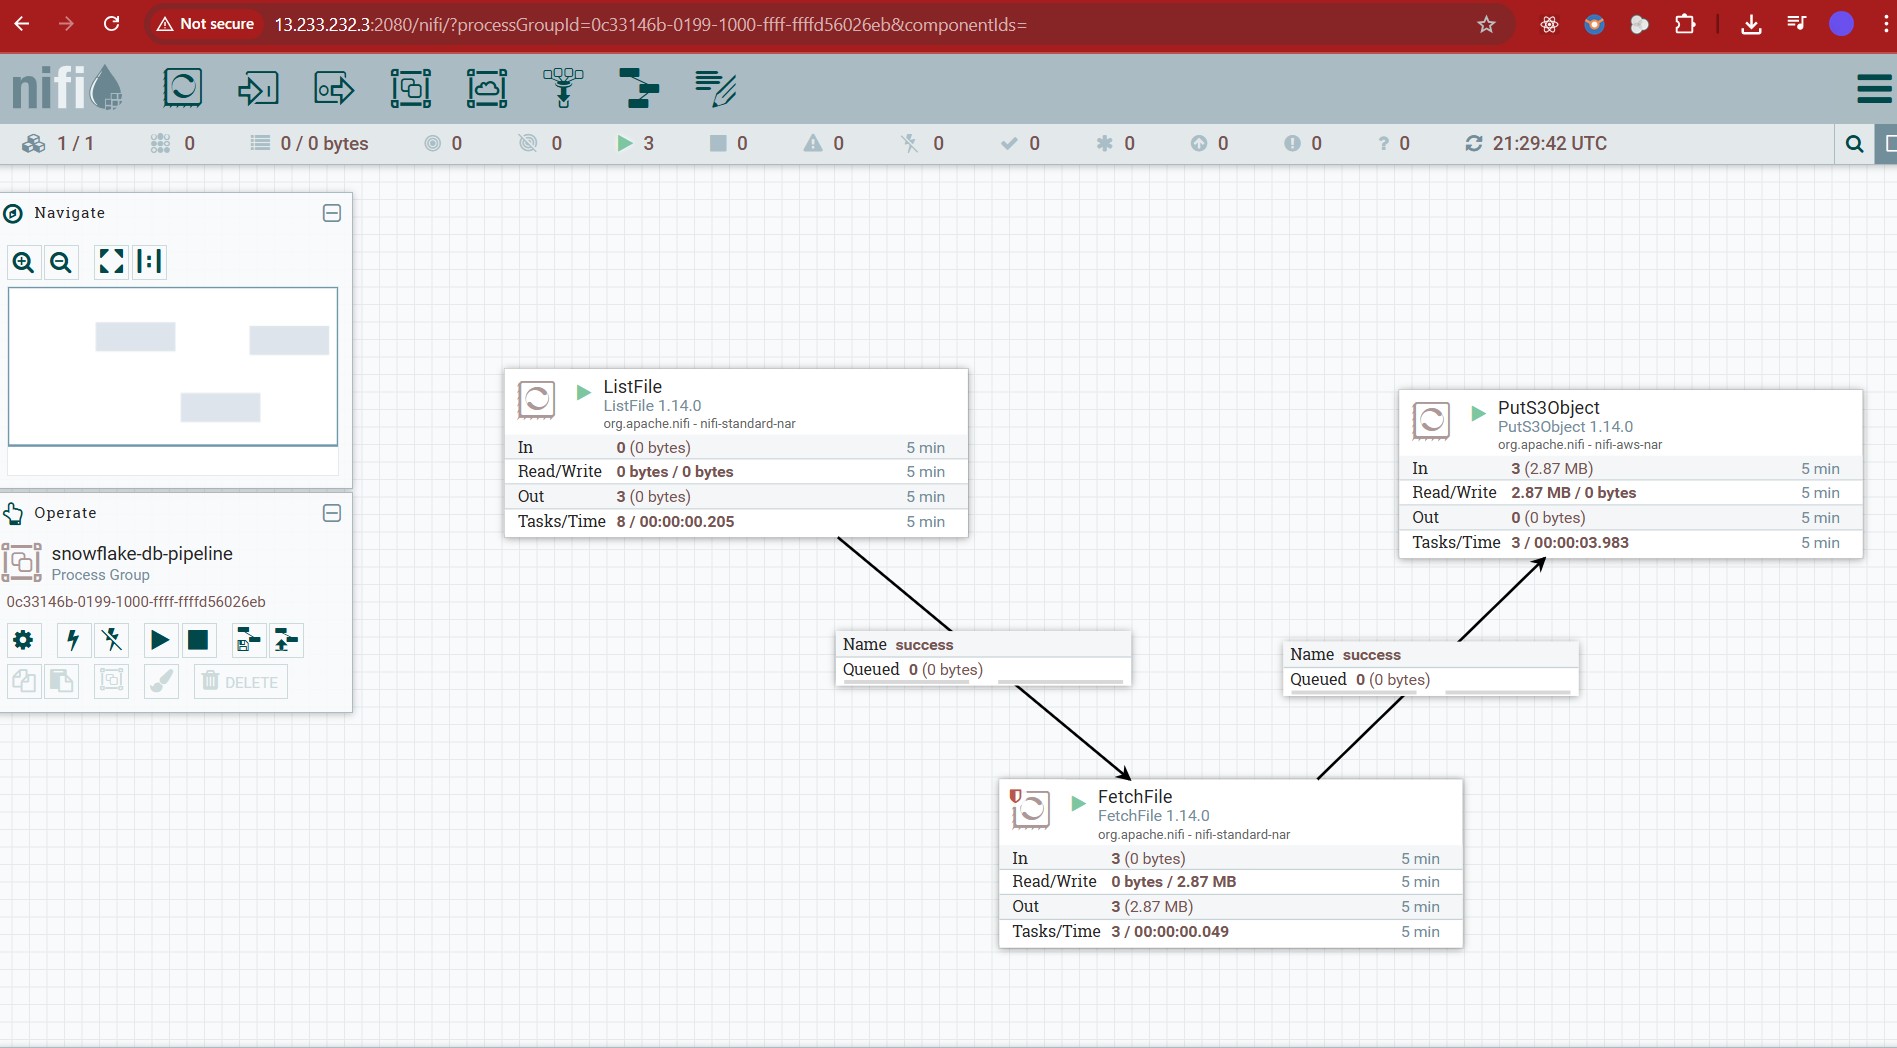 Not secure 13.233.232.3:2080/nifi/?processGroupId=0c33146b-0199-1000-ffff-ffffd56026eb&componentIds=
nifi
1 / 1 0 0 / 0 bytes 0 0 3 0 0 0 0 0 0 0 ? 0 21:29:42 UTC
Navigate
Operate
snowflake-db-pipeline
Process Group
0c33146b-0199-1000-ffff-ffffd56026eb
DELETE
ListFile
ListFile 1.14.0
org.apache.nifi - nifi-standard-nar
In 0 (0 bytes) 5 min
Read/Write 0 bytes / 0 bytes 5 min
Out 3 (0 bytes) 5 min
Tasks/Time 8 / 00:00:00.205 5 min
Name success
Queued 0 (0 bytes)
FetchFile
FetchFile 1.14.0
org.apache.nifi - nifi-standard-nar
In 3 (0 bytes) 5 min
Read/Write 0 bytes / 2.87 MB 5 min
Out 3 (2.87 MB) 5 min
Tasks/Time 3 / 00:00:00.049 5 min
Name success
Queued 0 (0 bytes)
PutS3Object
PutS3Object 1.14.0
org.apache.nifi - nifi-aws-nar
In 3 (2.87 MB) 5 min
Read/Write 2.87 MB / 0 bytes 5 min
Out 0 (0 bytes) 5 min
Tasks/Time 3 / 00:00:03.983 5 min